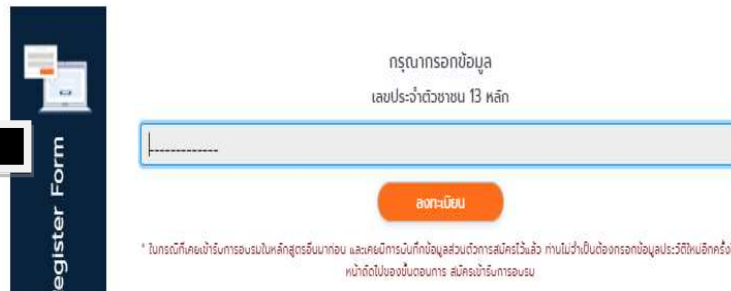 egister Form
กรุณากรอกข้อมูล
เลขประจำตัวประชาชน 13 หลัก
-------------
ลงทะเบียน
* ในกรณีที่เคยเข้ารับการอบรมในหลักสูตรอื่นมาก่อน และเคยมีการบันทึกข้อมูลส่วนตัวการสมัครไว้แล้ว ท่านไม่จำเป็นต้องกรอกข้อมูลประวัติใหม่อีกครั้ง
หน้าถัดไปของขั้นตอนการ สมัครเข้ารับการอบรม